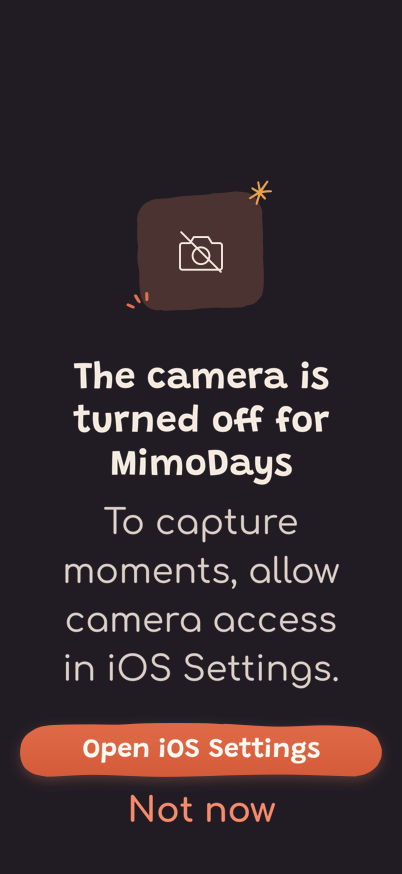 The camera is
turned off for
MimoDays
To capture
moments, allow
camera access
in iOS Settings.
Open iOS Settings
Not now